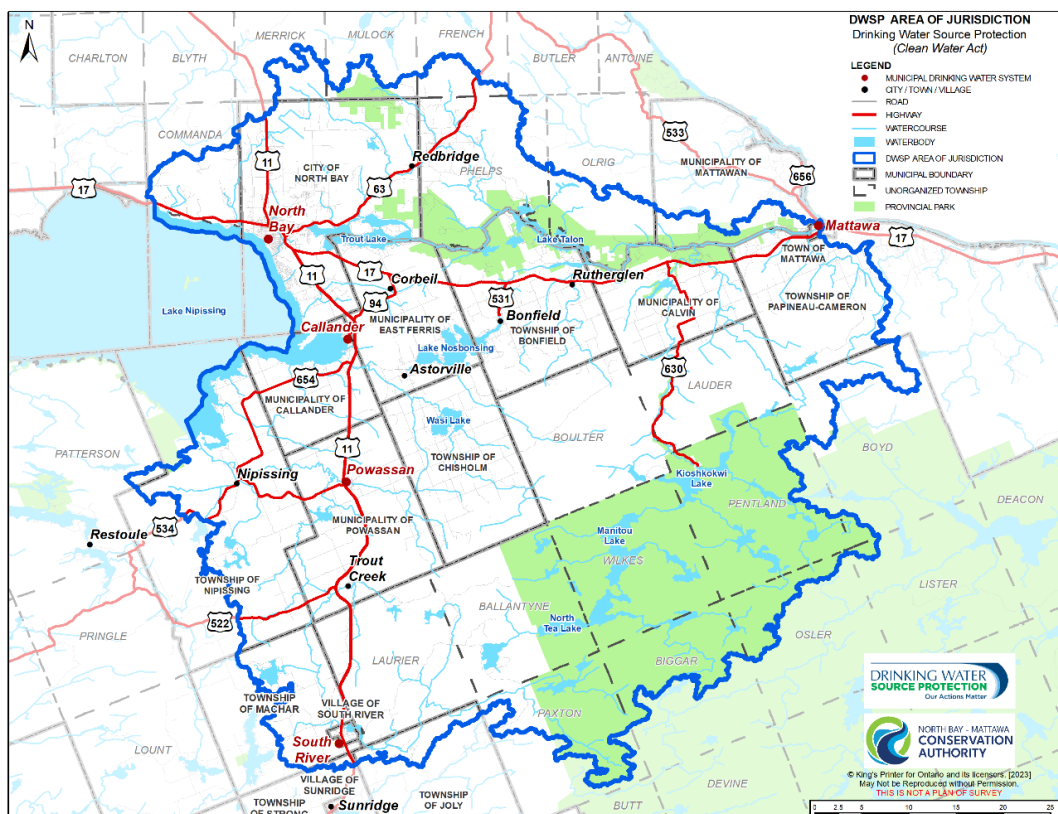 DWSP AREA OF JURISDICTION
Drinking Water Source Protection
(Clean Water Act)
LEGEND
MUNICIPAL DRINKING WATER SYSTEM
CITY / TOWN / VILLAGE
ROAD
HIGHWAY
WATERCOURSE
WATERBODY
DWSP AREA OF JURISDICTION
MUNICIPAL BOUNDARY
UNORGANIZED TOWNSHIP
PROVINCIAL PARK
N
CHARLTON
BLYTH
MERRICK
MULOCK
FRENCH
BUTLER
ANTOINE
COMMANDA
11
CITY OF
NORTH BAY
Redbridge
63
PHELPS
OLRIG
533
MUNICIPALITY OF
MATTAWAN
656
17
North
Bay
Trout Lake
Lake Talon
Mattawa
17
TOWN OF
MATTAWA
11
17
Corbeil
94
531
Rutherglen
TOWNSHIP OF
PAPINEAU-CAMERON
Lake Nipissing
Callander
MUNICIPALITY OF
EAST FERRIS
Bonfield
TOWNSHIP OF
BONFIELD
MUNICIPALITY OF
CALVIN
Lake Nosbonsing
Astorville
654
MUNICIPALITY OF
CALLANDER
630
LAUDER
Wasi Lake
BOULTER
BOYD
PATTERSON
11
TOWNSHIP OF
CHISHOLM
Nipissing
Powassan
Kioshkokwi
Lake
PENTLAND
DEACON
Restoule
534
MUNICIPALITY OF
POWASSAN
Manitou
Lake
WILKES
Trout
Creek
TOWNSHIP OF
NIPISSING
LISTER
PRINGLE
522
BALLANTYNE
North
Tea Lake
OSLER
LAURIER
BIGGAR
TOWNSHIP
OF MACHAR
VILLAGE OF
SOUTH RIVER
PAXTON
LOUNT
South
River
VILLAGE OF
SUNRIDGE
Sunridge
TOWNSHIP
OF STRONG
TOWNSHIP
OF JOLY
BUTT
DEVINE
DRINKING WATER
SOURCE PROTECTION
Our Actions Matter
NORTH BAY - MATTAWA
CONSERVATION
AUTHORITY
© King's Printer for Ontario and its licensors. [2023]
May Not be Reproduced without Permission.
THIS IS NOT A PLAN OF SURVEY
0 2.5 5 10 15 20 25